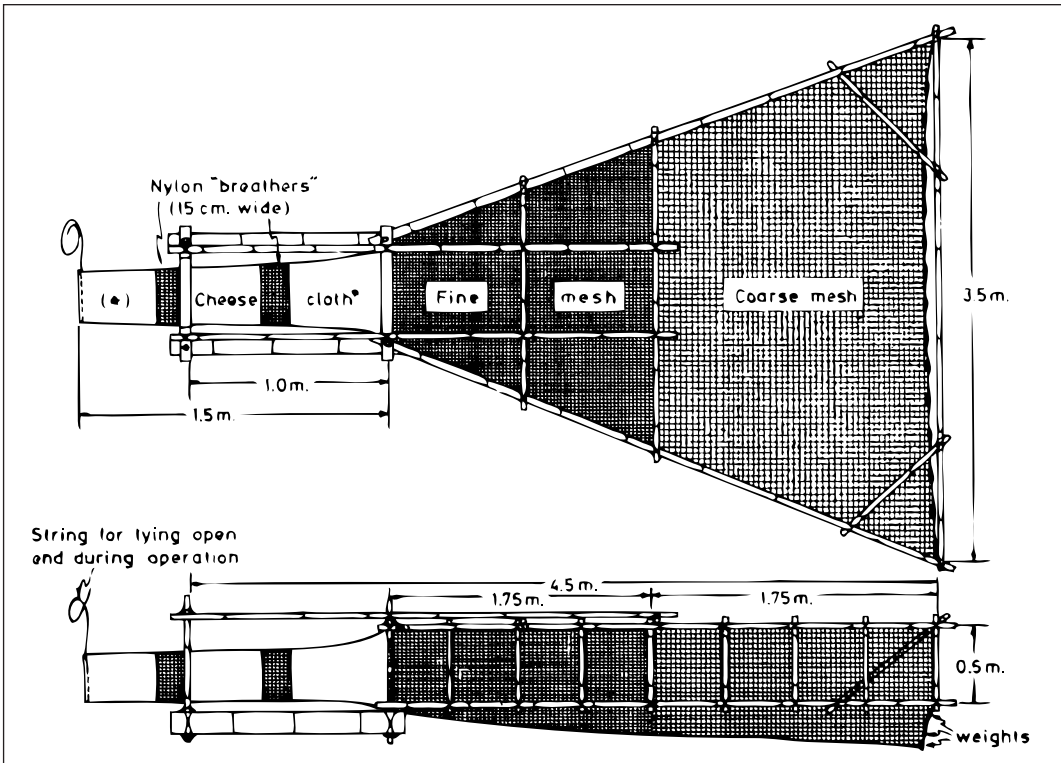 Nylon "breathers"
(15 cm. wide)
(*)
Cheese
cloth*
Fine
mesh
Coarse mesh
3.5 m.
1.0 m.
1.5 m.
String for tying open
end during operation
4.5 m.
1.75 m.
1.75 m.
0.5 m.
weights